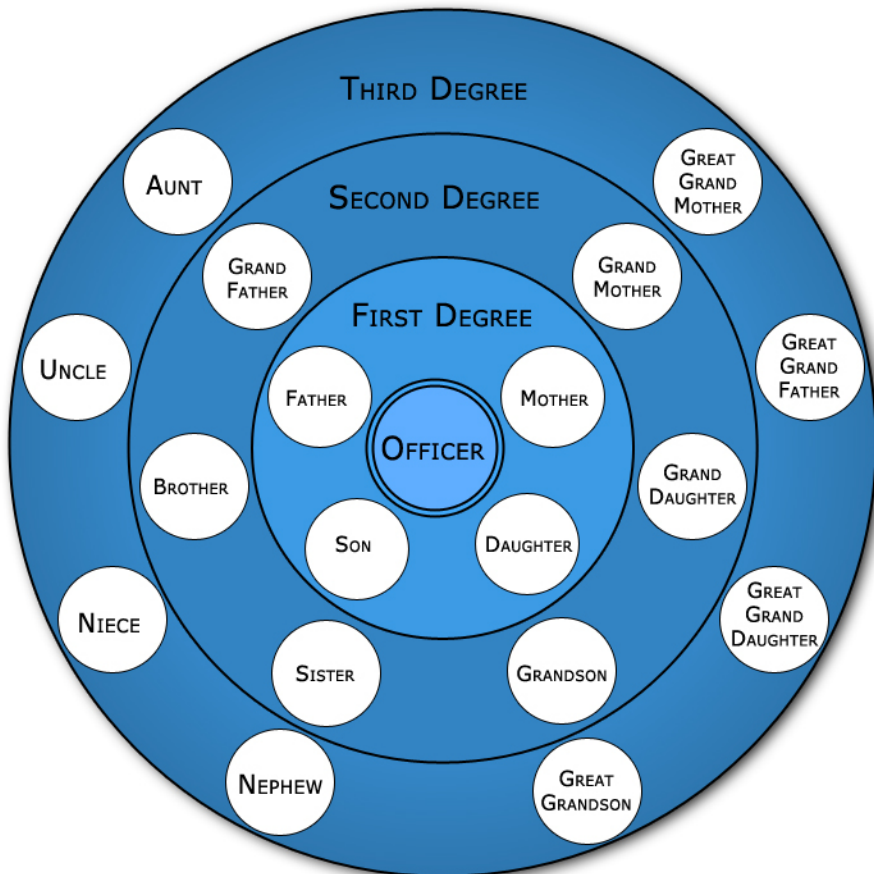 Third Degree
Aunt
Great
Grand
Mother
Second Degree
Grand
Father
Grand
Mother
First Degree
Uncle
Great
Grand
Father
Father
Mother
Officer
Brother
Grand
Daughter
Son
Daughter
Niece
Great
Grand
Daughter
Sister
Grandson
Nephew
Great
Grandson